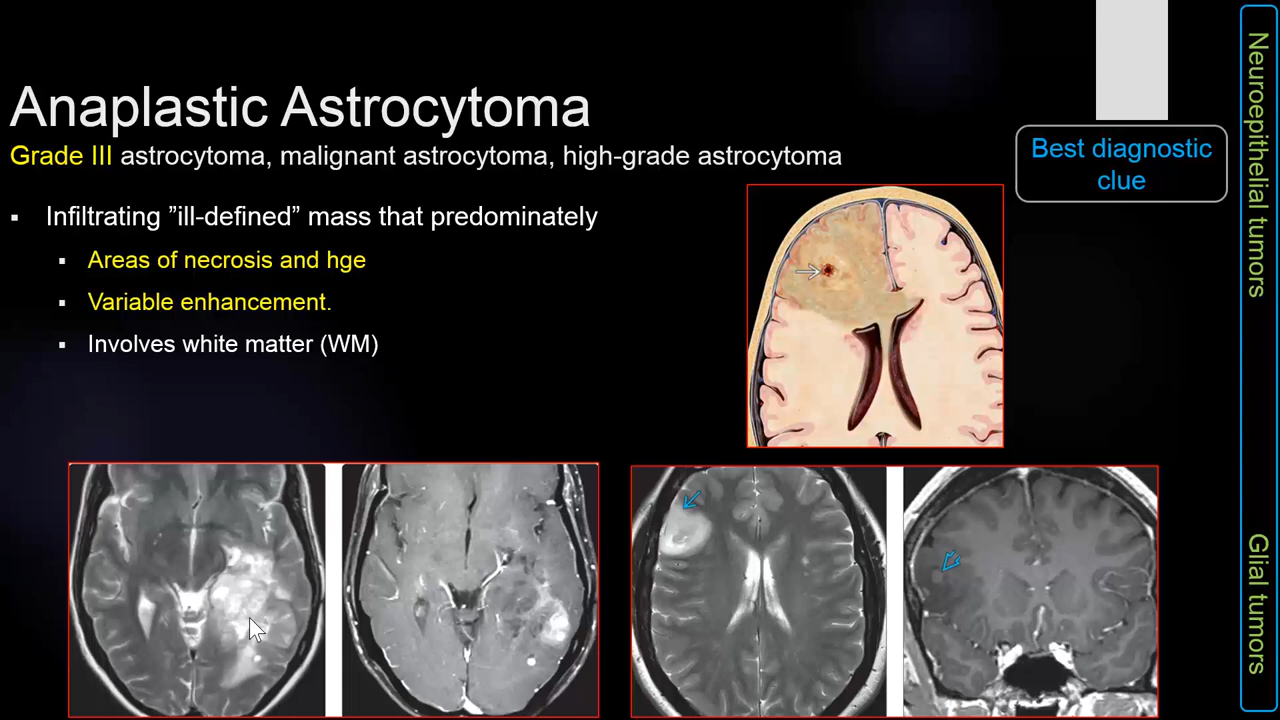 Anaplastic Astrocytoma
Grade III astrocytoma, malignant astrocytoma, high-grade astrocytoma
Best diagnostic
clue
▪ Infiltrating ”ill-defined” mass that predominately
▪ Areas of necrosis and hge
▪ Variable enhancement.
▪ Involves white matter (WM)
Neuroepithelial tumors
Glial tumors